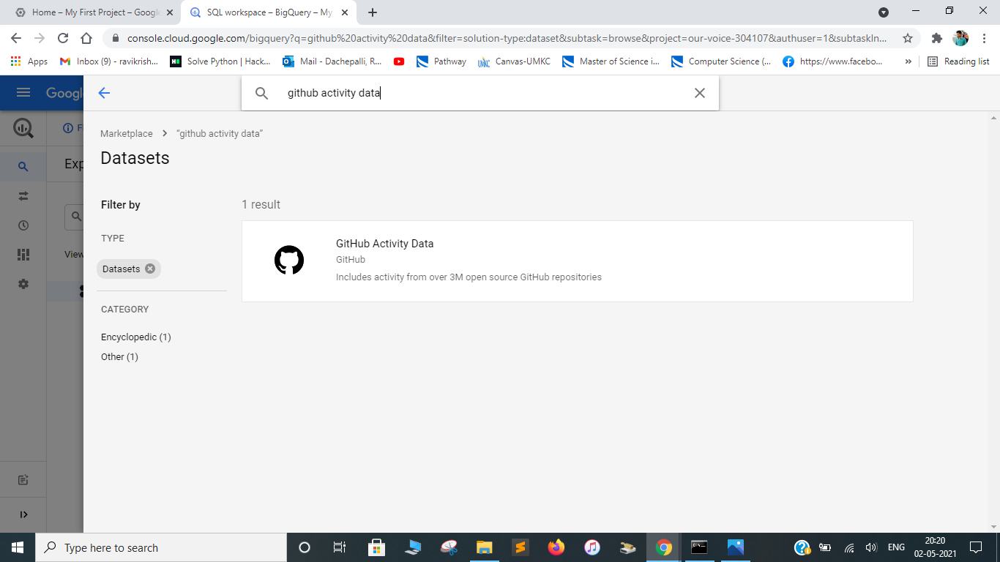 Home – My First Project – Google
SQL workspace – BigQuery – My
console.cloud.google.com/bigquery?q=github%20activity%20data&filter=solution-type:dataset&subtask=browse&project=our-voice-304107&authuser=1&subtaskIn...
Apps
Inbox (9) - ravikrish...
Solve Python | Hack...
Mail - Dachepalli, R...
Pathway
Canvas-UMKC
Master of Science i...
Computer Science (...
https://www.facebo...
»
Reading list
Googl
github activity data
Marketplace > “github activity data”
Datasets
Exp
Filter by
1 result
TYPE
View
Datasets
GitHub Activity Data
GitHub
Includes activity from over 3M open source GitHub repositories
CATEGORY
Encyclopedic (1)
Other (1)
Type here to search
ENG
20:20
02-05-2021